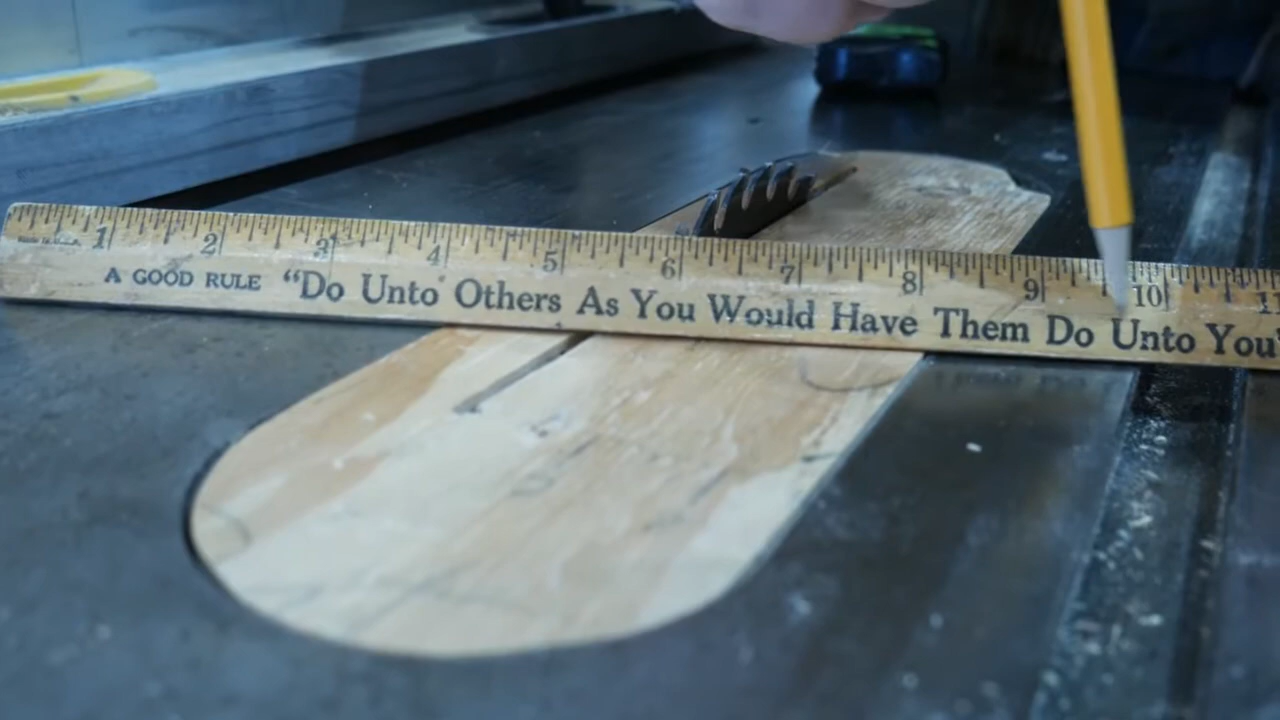 1 2 3 4 5 6 7 8 9 10 11
A GOOD RULE “Do Unto Others As You Would Have Them Do Unto You”